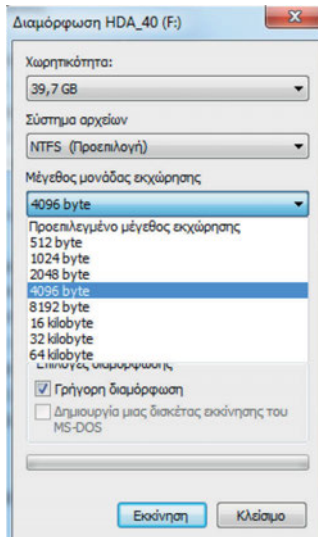 Διαμόρφωση HDA_40 (F:)
Χωρητικότητα:
39,7 GB
Σύστημα αρχείων
NTFS (Προεπιλογή)
Μέγεθος μονάδας εκχώρησης
4096 byte
Προεπιλεγμένο μέγεθος εκχώρησης
512 byte
1024 byte
2048 byte
4096 byte
8192 byte
16 kilobyte
32 kilobyte
64 kilobyte
Επιλογές διαμόρφωσης
Γρήγορη διαμόρφωση
Δημιουργία μιας δισκέτας εκκίνησης του
MS-DOS
Εκκίνηση Κλείσιμο